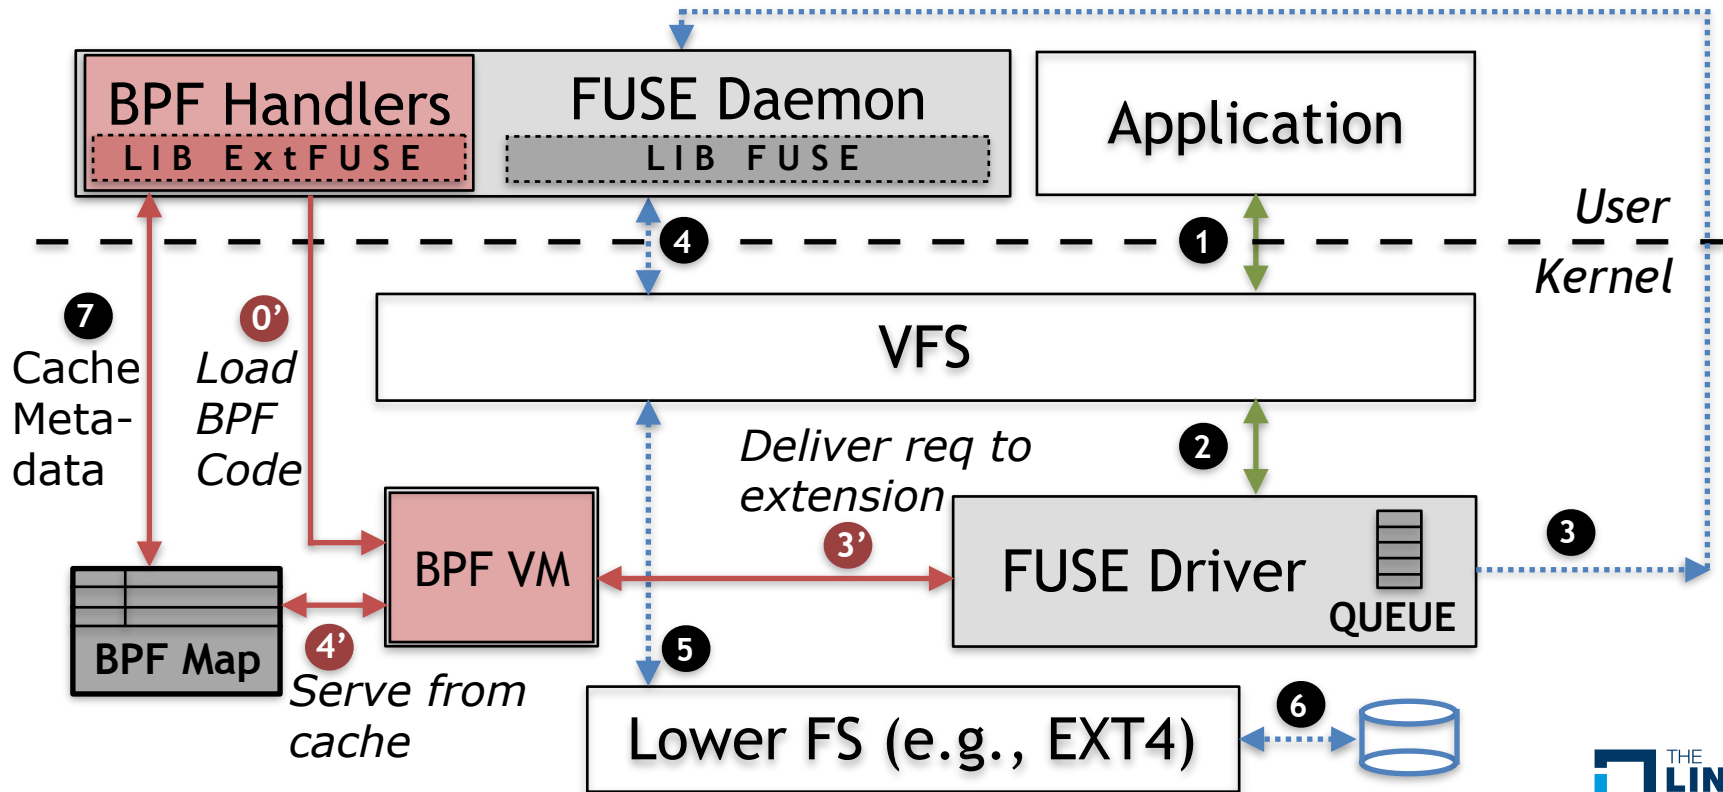 BPF Handlers
LIB ExtFUSE
FUSE Daemon
LIB FUSE
Application
User
Kernel
4
1
7
Cache
Meta-
data
0’
Load
BPF
Code
VFS
2
Deliver req to
extension
3’
3
BPF VM
FUSE Driver
QUEUE
BPF Map
4’
Serve from
cache
5
Lower FS (e.g., EXT4)
6
THE